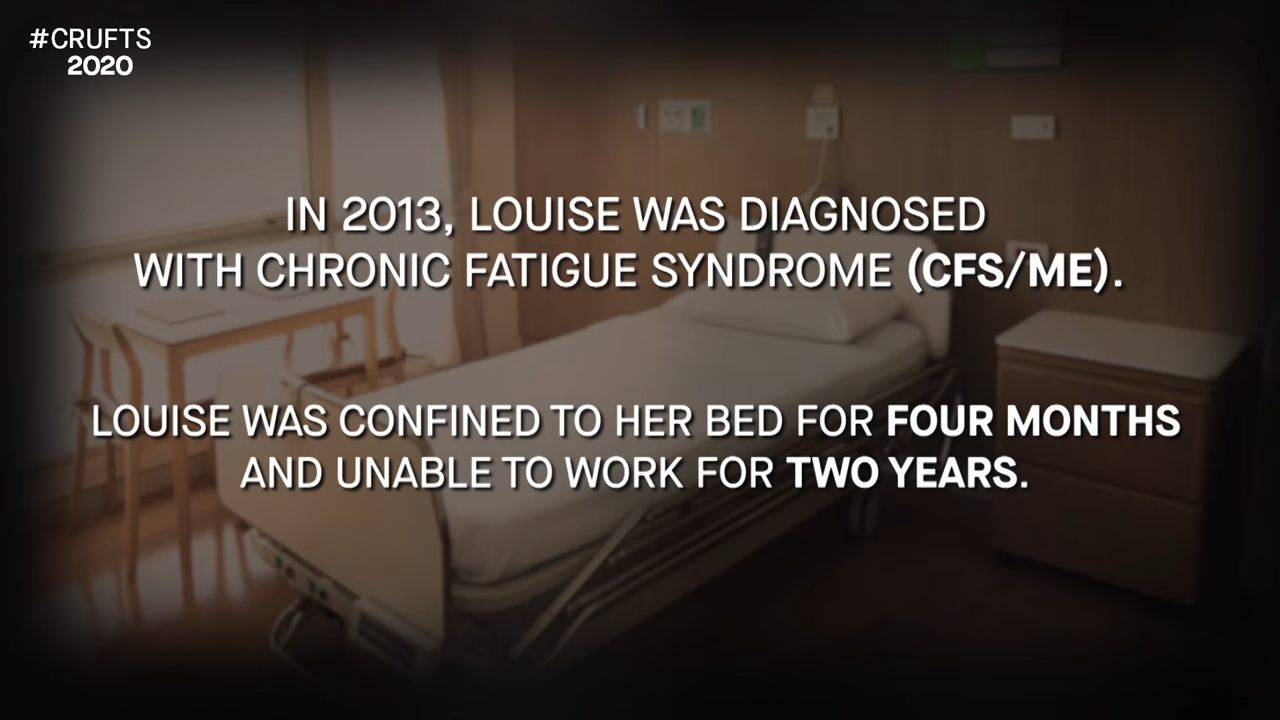 #CRUFTS
2020
IN 2013, LOUISE WAS DIAGNOSED
WITH CHRONIC FATIGUE SYNDROME (CFS/ME).
LOUISE WAS CONFINED TO HER BED FOR FOUR MONTHS
AND UNABLE TO WORK FOR TWO YEARS.